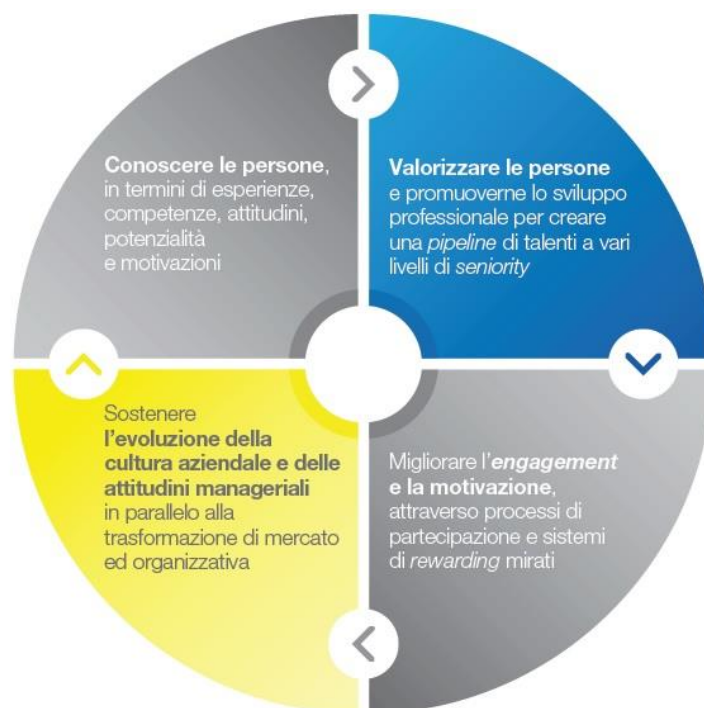 Conoscere le persone,
in termini di esperienze,
competenze, attitudini,
potenzialità
e motivazioni
Valorizzare le persone
e promuoverne lo sviluppo
professionale per creare
una pipeline di talenti a vari
livelli di seniority
Sostenere
l'evoluzione della
cultura aziendale e delle
attitudini manageriali
in parallelo alla
trasformazione di mercato
ed organizzativa
Migliorare l'engagement
e la motivazione,
attraverso processi di
partecipazione e sistemi
di rewarding mirati